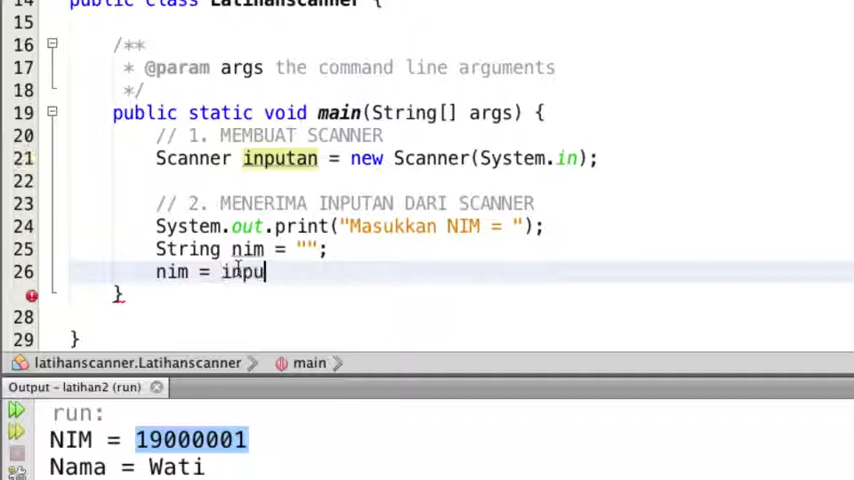 14 public class Latihanscanner {
15
16 /**
17 * @param args the command line arguments
18 */
19 public static void main(String[] args) {
20 // 1. MEMBUAT SCANNER
21 Scanner inputan = new Scanner(System.in);
22
23 // 2. MENERIMA INPUTAN DARI SCANNER
24 System.out.print("Masukkan NIM = ");
25 String nim = "";
26 nim = inpu
}
28
29 }
latihanscanner.Latihanscanner main
Output - latihan2 (run)
run:
NIM = 19000001
Nama = Wati